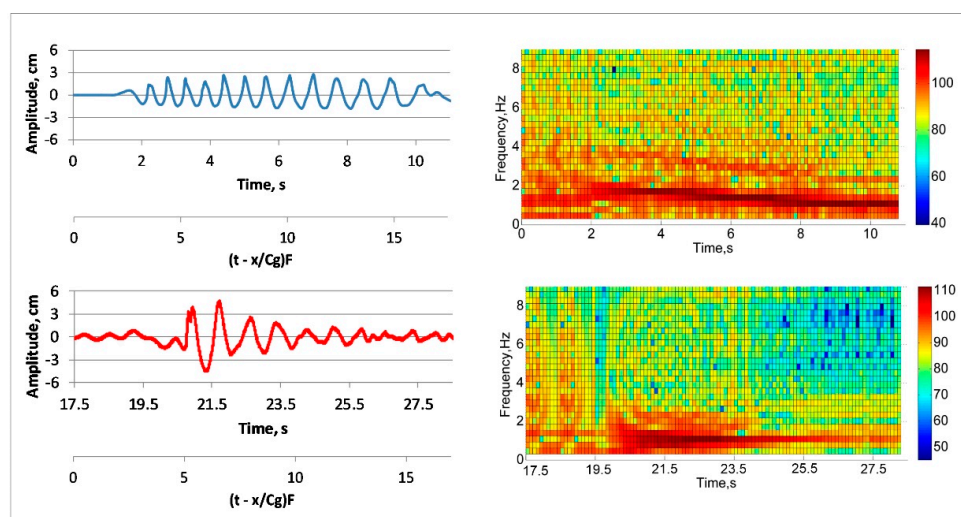 6
3
0
-3
-6
Amplitude, cm
0 2 4 6 8 10
Time, s
0 5 10 15
(t - x/Cg)F
8
6
4
2
0
Frequency,Hz
0 2 4 6 8 10
Time,s
100
80
60
40
6
3
0
-3
-6
Amplitude, cm
17.5 19.5 21.5 23.5 25.5 27.5
Time, s
0 5 10 15
(t - x/Cg)F
8
6
4
2
0
Frequency,Hz
17.5 19.5 21.5 23.5 25.5 27.5
Time,s
110
100
90
80
70
60
50